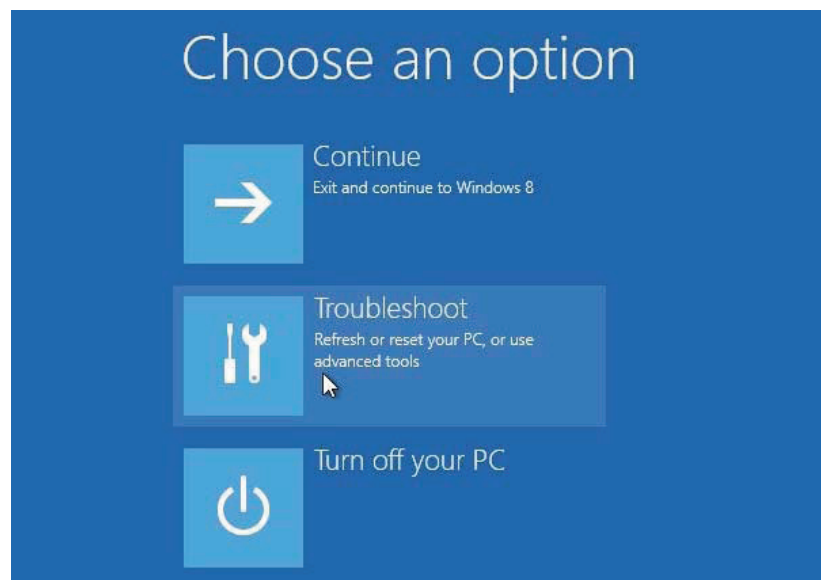 Choose an option
Continue
Exit and continue to Windows 8
Troubleshoot
Refresh or reset your PC, or use
advanced tools
Turn off your PC